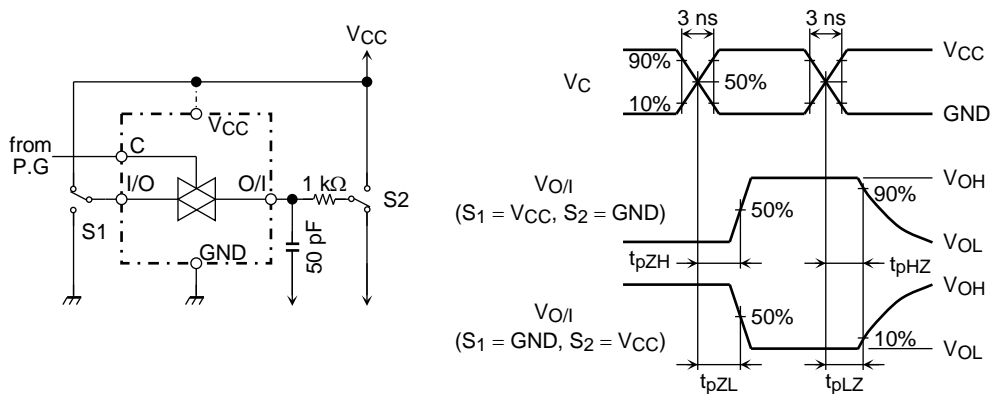 VCC
VCC
from
P.G
C
I/O
O/I
1 kΩ
S1
S2
GND
50 pF
3 ns
3 ns
VC
90%
10%
50%
VCC
GND
VO/I
(S1 = VCC, S2 = GND)
50%
90%
VOH
VOL
tpZH
tpHZ
VO/I
(S1 = GND, S2 = VCC)
50%
10%
VOH
VOL
tpZL
tpLZ